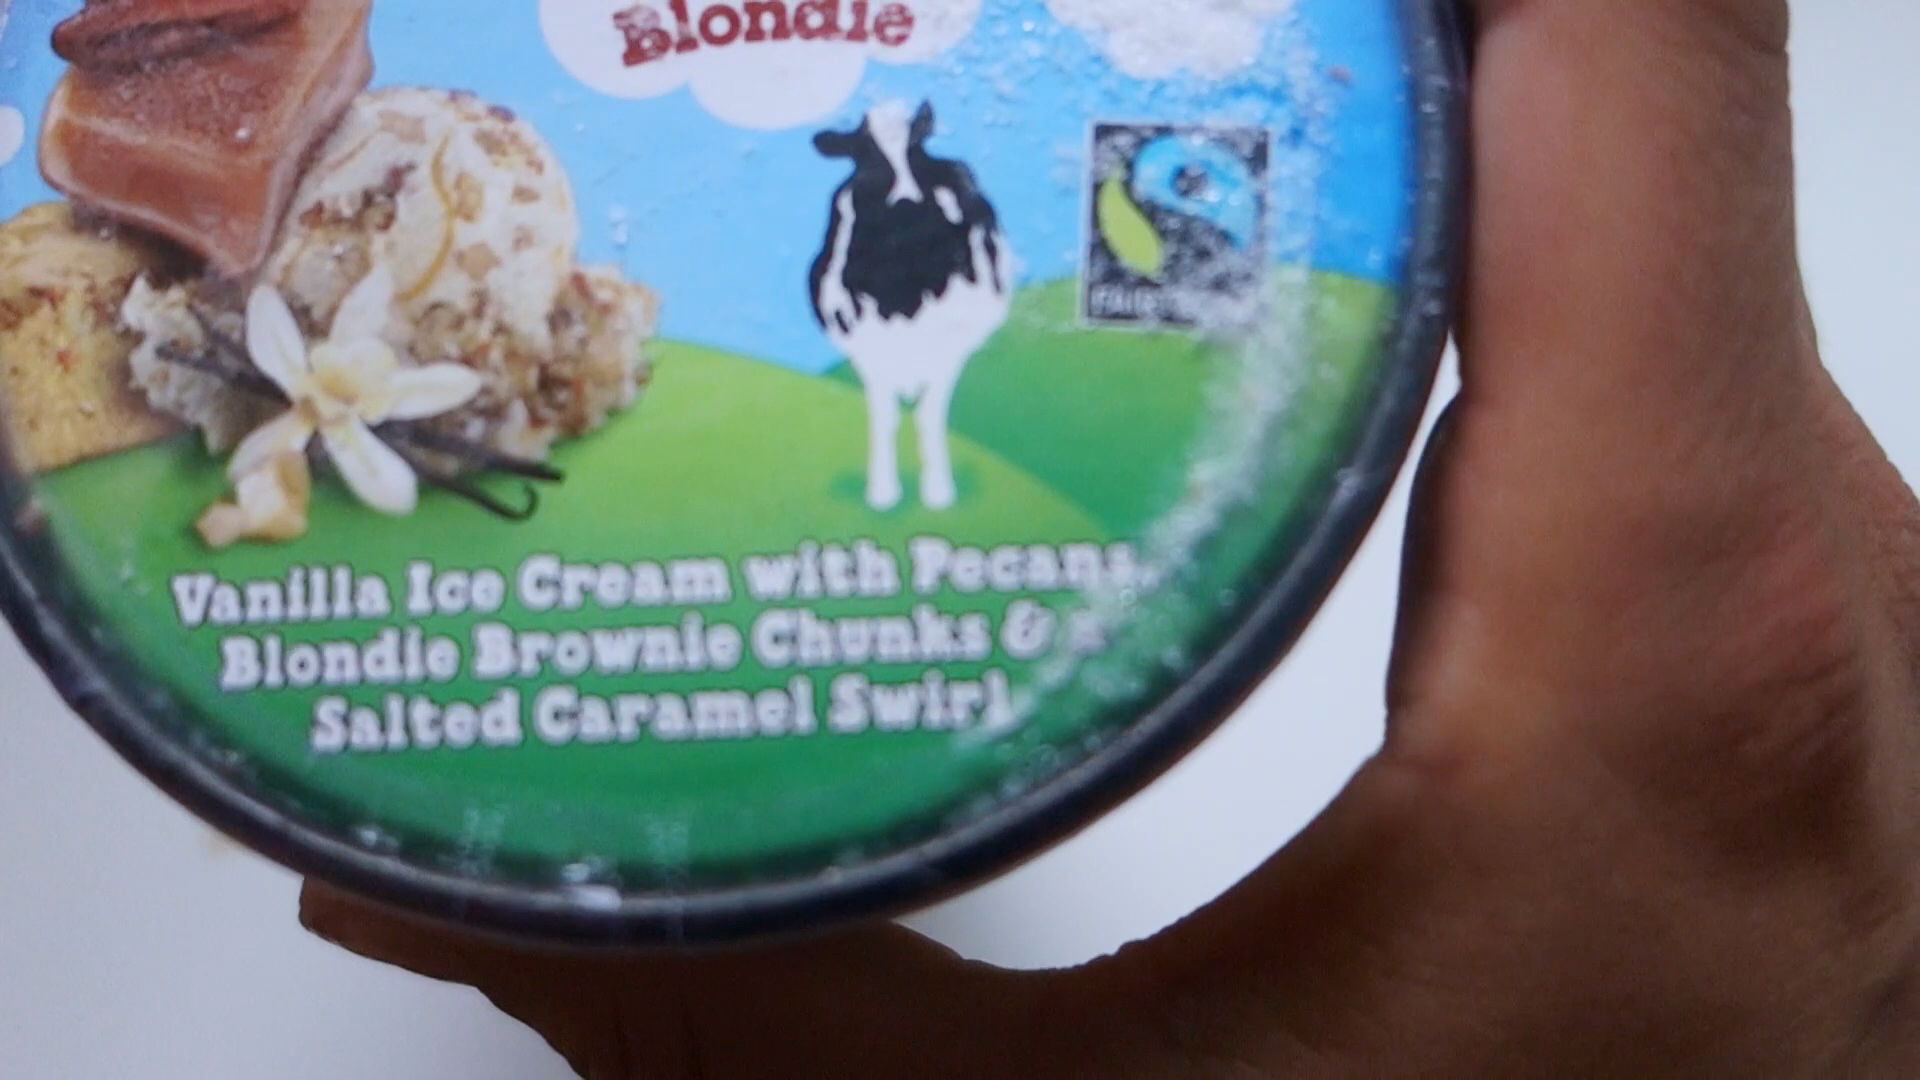 Blondie
Vanilla Ice Cream with Pecans,
Blondie Brownie Chunks &
Salted Caramel Swirl